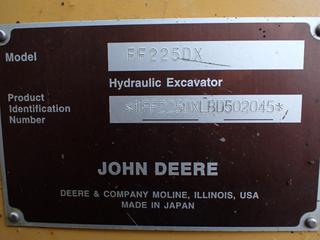 Model FF225DX
Hydraulic Excavator
Product
Identification
Number
*1FF225DXLBD502045*
JOHN DEERE
DEERE & COMPANY MOLINE, ILLINOIS, USA
MADE IN JAPAN